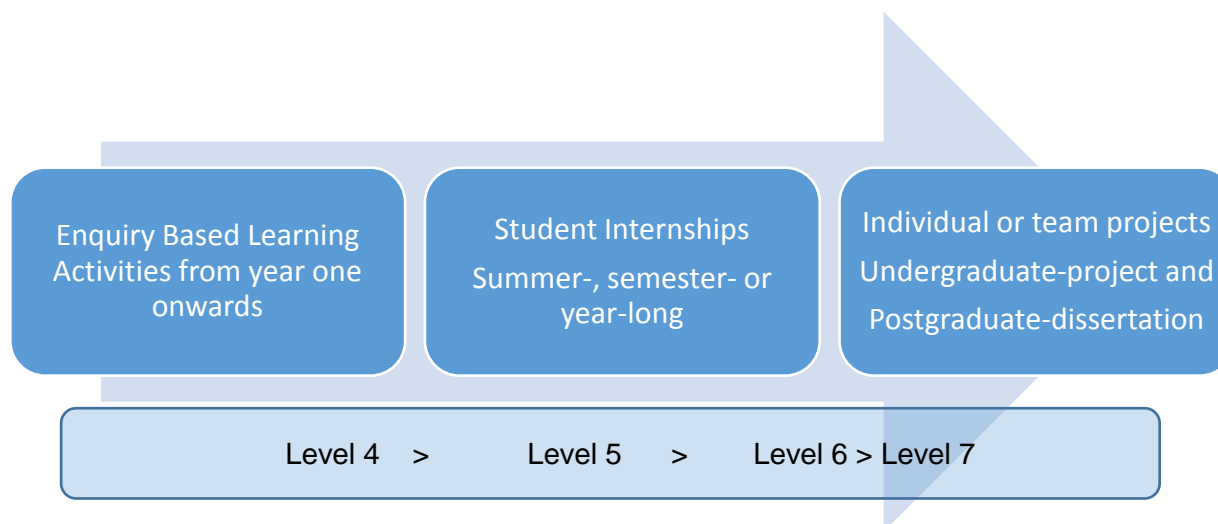 Enquiry Based Learning
Activities from year one
onwards
Student Internships
Summer-, semester- or
year-long
Individual or team projects
Undergraduate-project and
Postgraduate-dissertation
Level 4 > Level 5 > Level 6 > Level 7